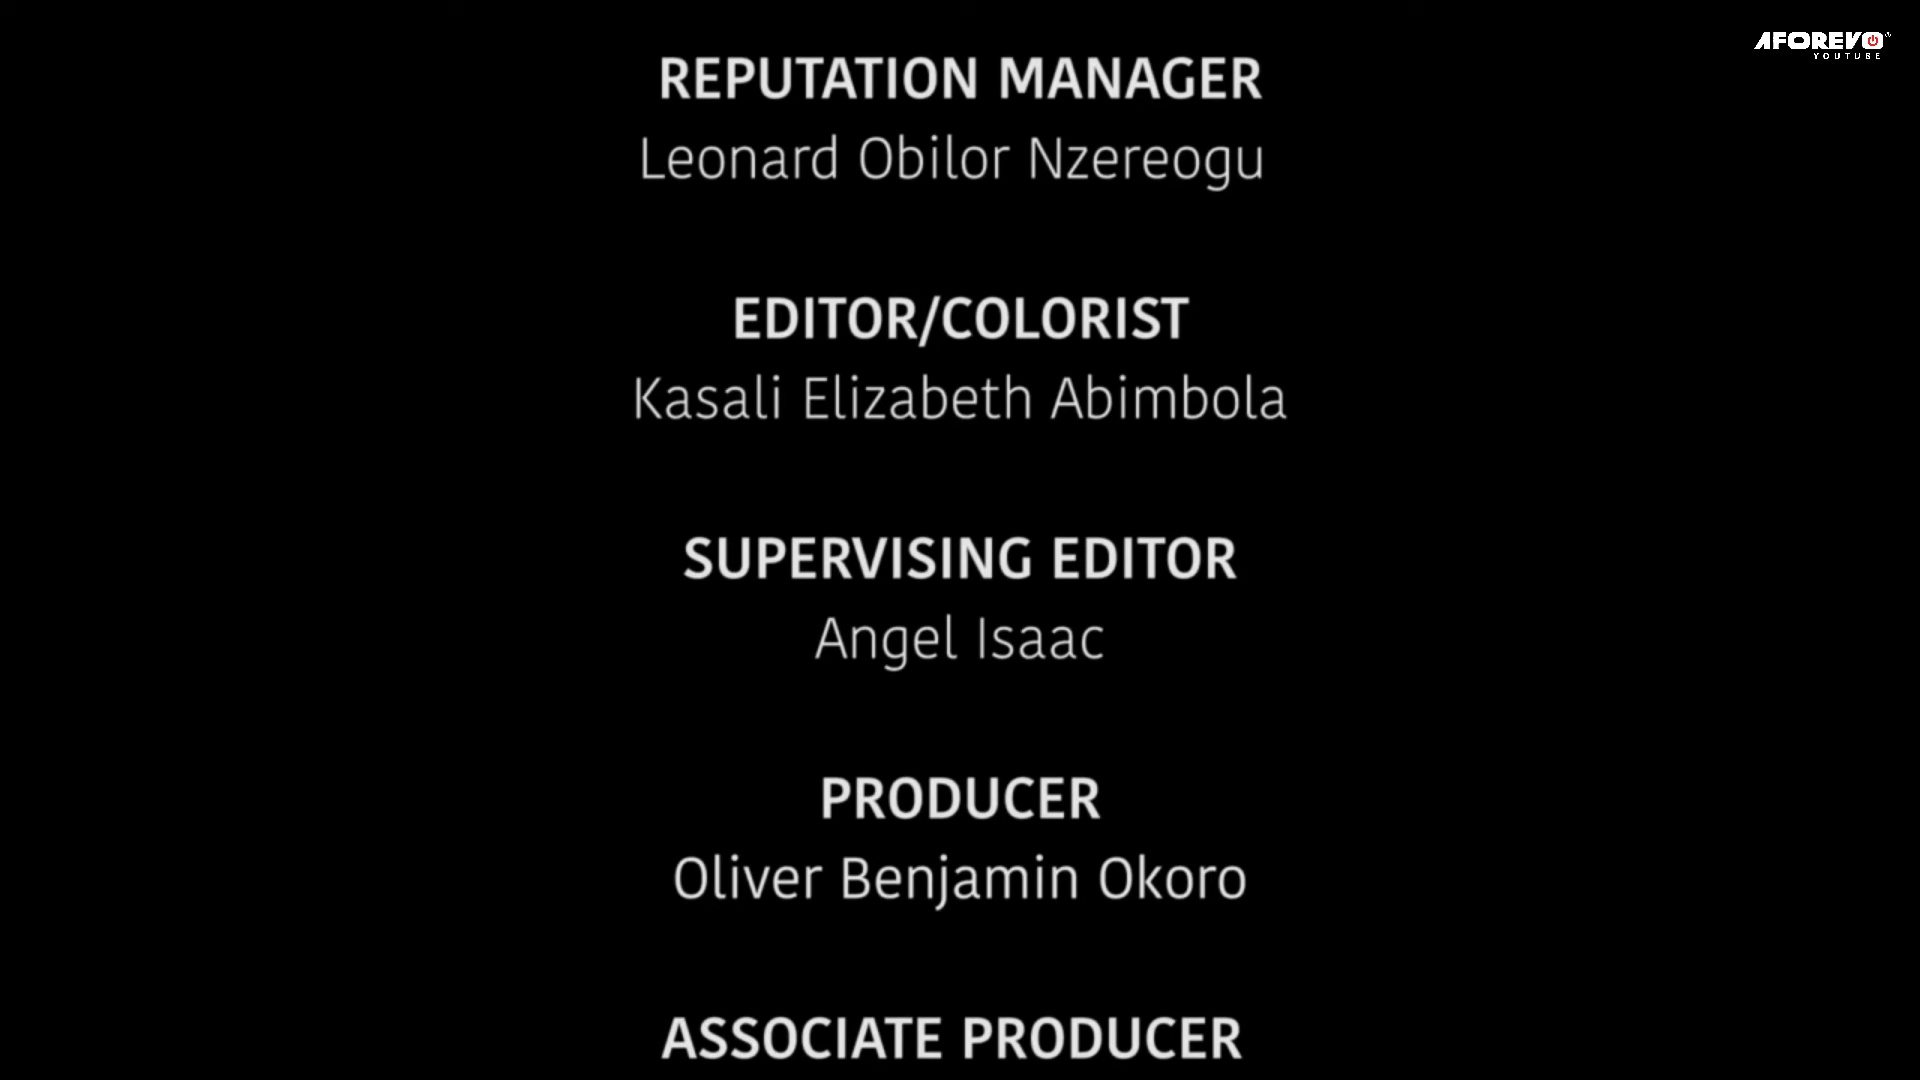 AFOREVO
YOUTUBE
REPUTATION MANAGER
Leonard Obilor Nzereogu
EDITOR/COLORIST
Kasali Elizabeth Abimbola
SUPERVISING EDITOR
Angel Isaac
PRODUCER
Oliver Benjamin Okoro
ASSOCIATE PRODUCER